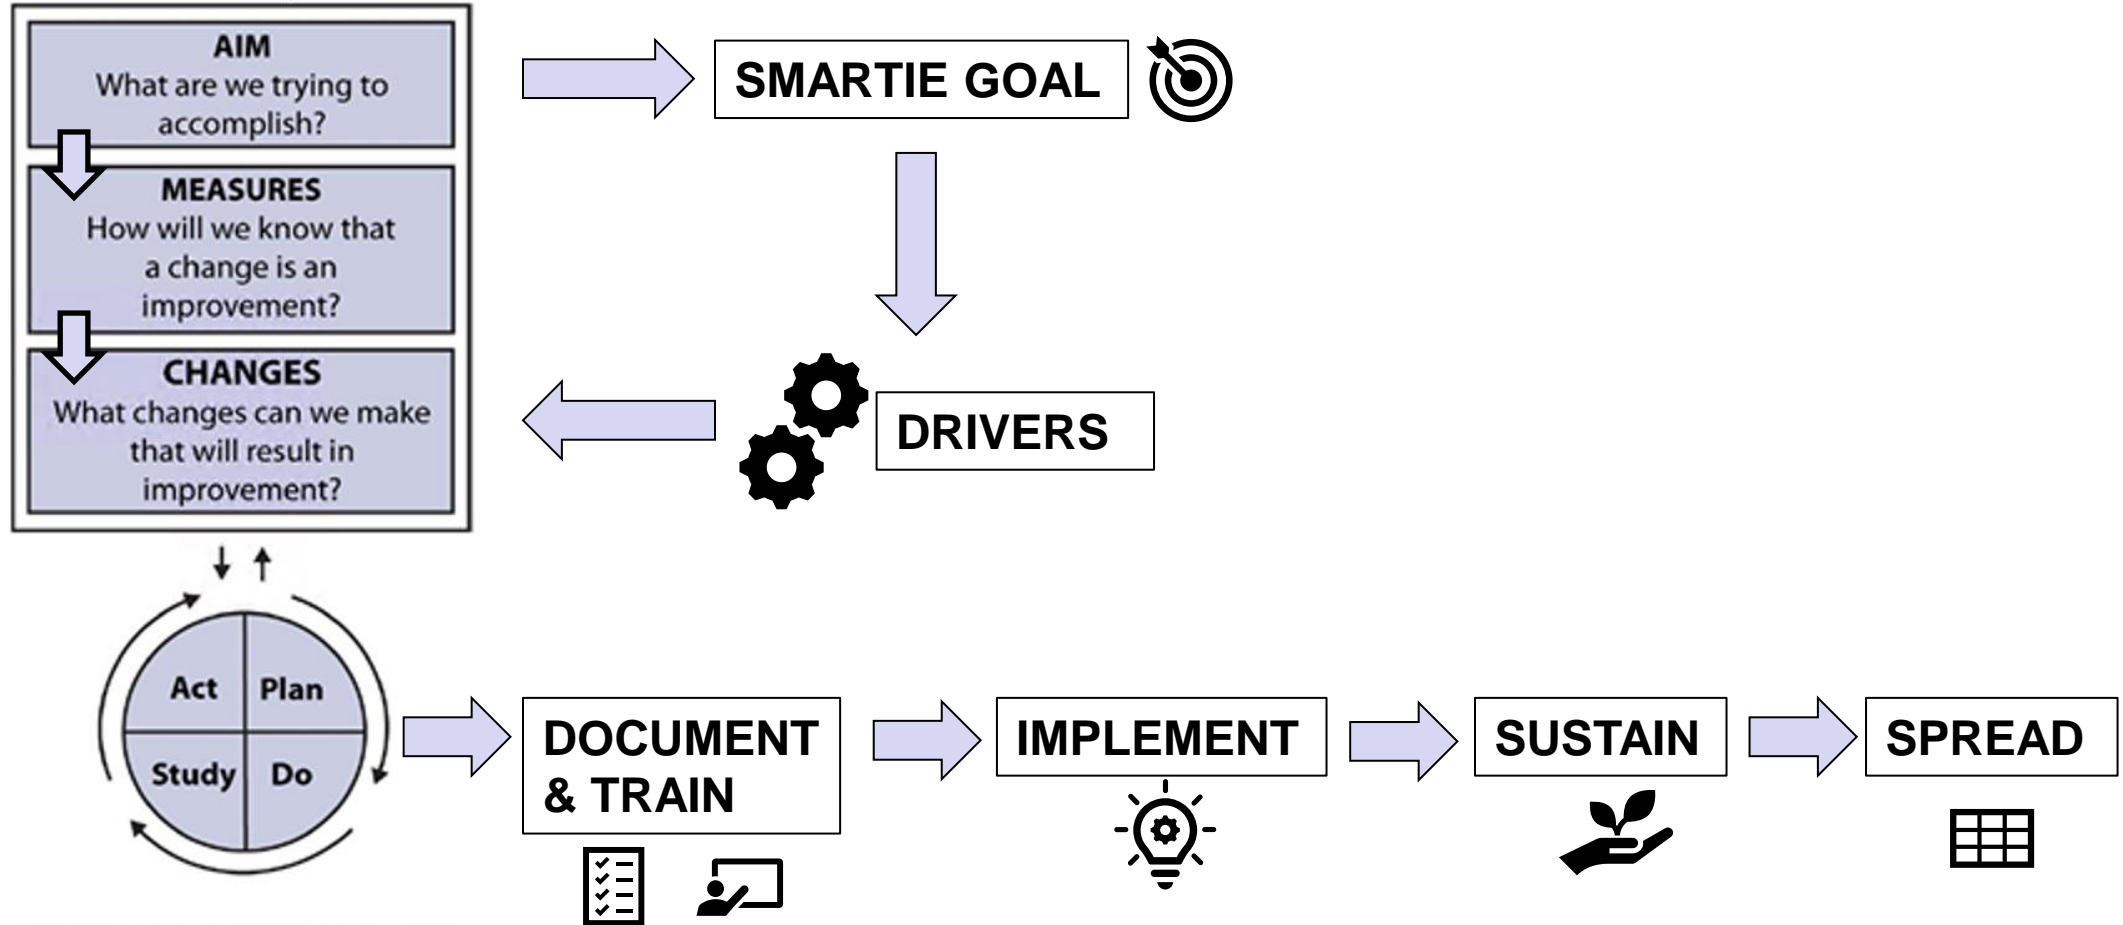 AIM
What are we trying to
accomplish?
MEASURES
How will we know that
a change is an
improvement?
CHANGES
What changes can we make
that will result in
improvement?
SMARTIE GOAL
DRIVERS
Act
Plan
Study
Do
DOCUMENT
& TRAIN
IMPLEMENT
SUSTAIN
SPREAD